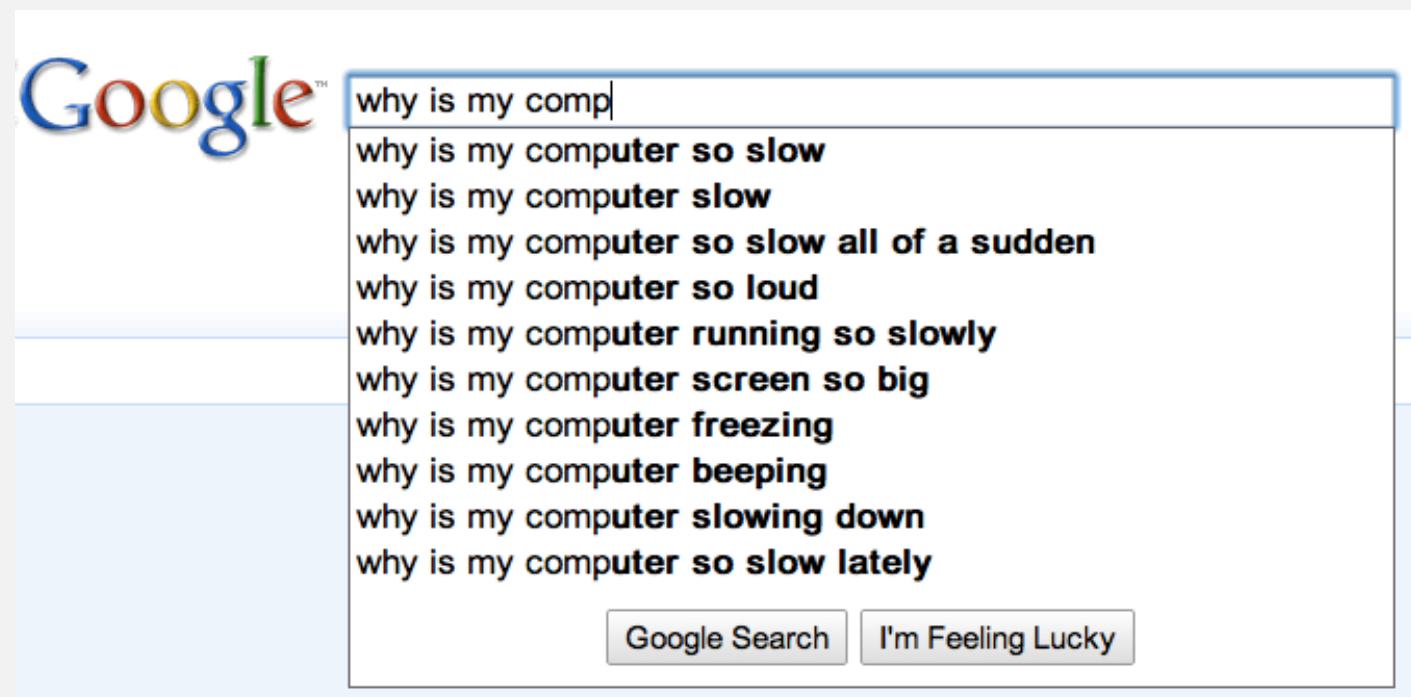 Google™
why is my comp
why is my computer so slow
why is my computer slow
why is my computer so slow all of a sudden
why is my computer so loud
why is my computer running so slowly
why is my computer screen so big
why is my computer freezing
why is my computer beeping
why is my computer slowing down
why is my computer so slow lately
Google Search
I'm Feeling Lucky